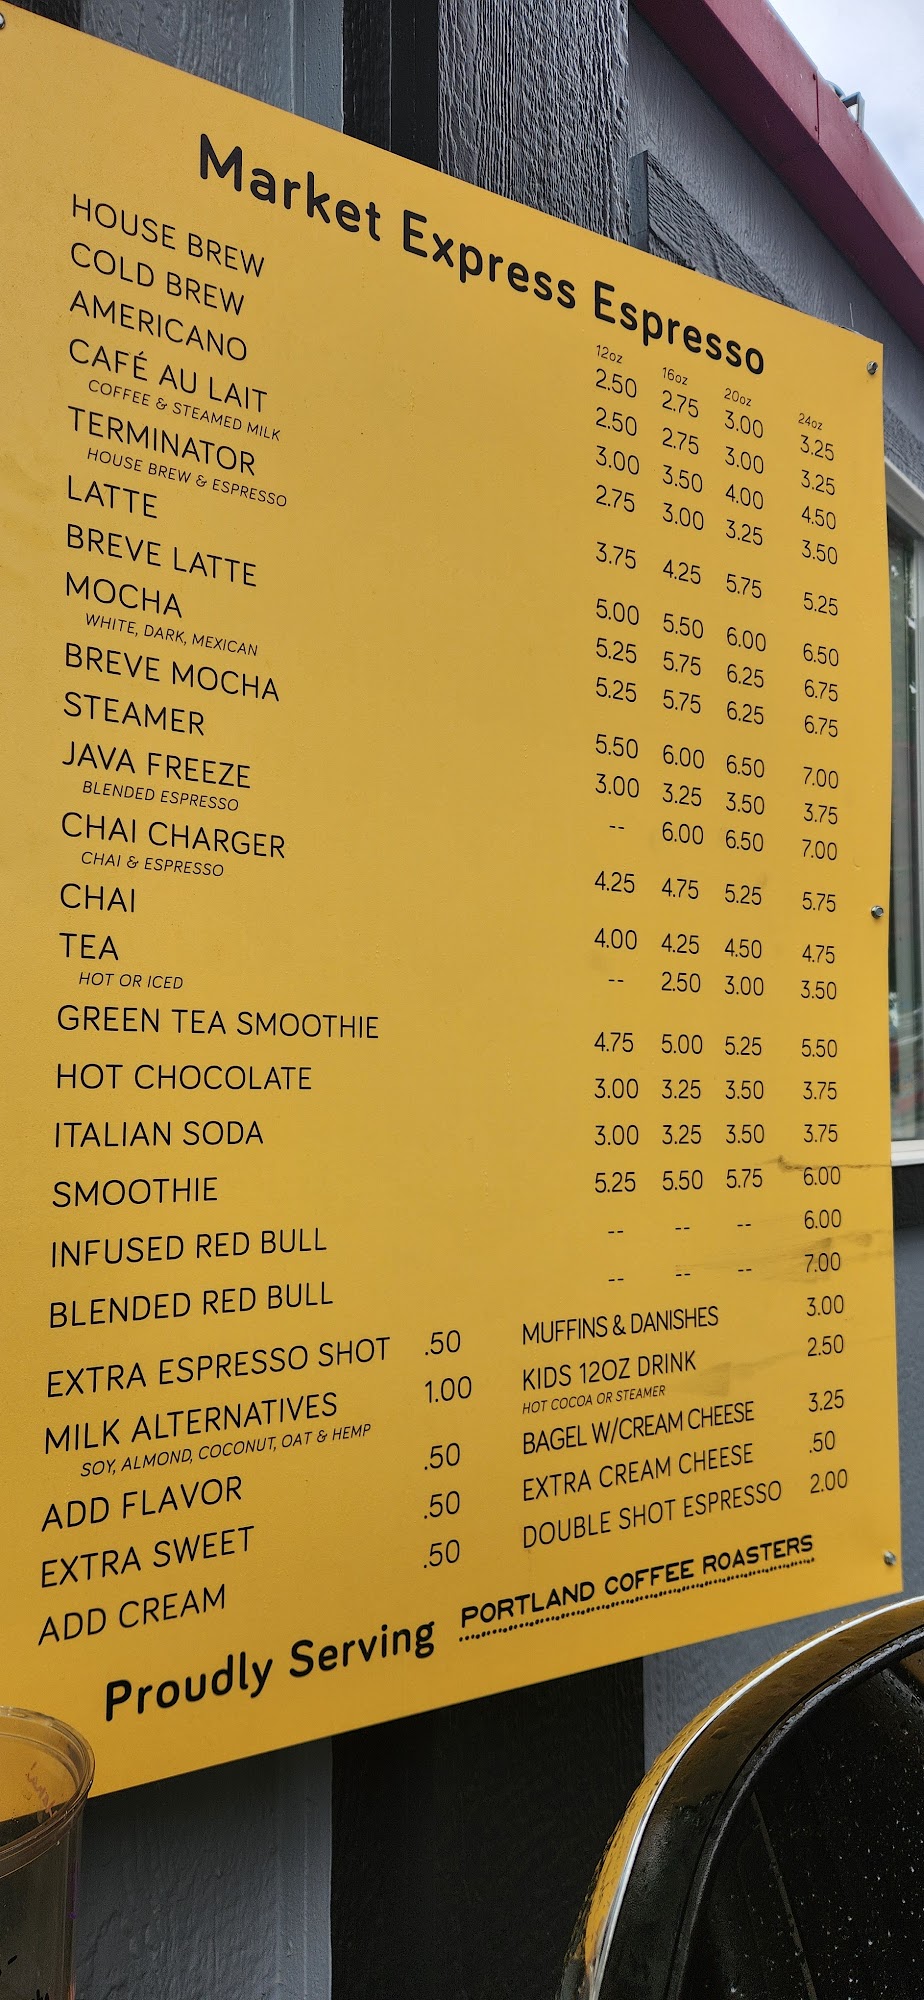 Market Express Espresso
12oz 16oz 20oz 24oz
HOUSE BREW 2.50 2.75 3.00 3.25
COLD BREW 2.50 2.75 3.00 3.25
AMERICANO 3.00 3.50 4.00 4.50
CAFÉ AU LAIT 2.75 3.00 3.25 3.50
COFFEE & STEAMED MILK
TERMINATOR 3.75 4.25 5.75 5.25
HOUSE BREW & ESPRESSO
LATTE 5.00 5.50 6.00 6.50
BREVE LATTE 5.25 5.75 6.25 6.75
MOCHA 5.25 5.75 6.25 6.75
WHITE, DARK, MEXICAN
BREVE MOCHA 5.50 6.00 6.50 7.00
STEAMER 3.00 3.25 3.50 3.75
JAVA FREEZE -- 6.00 6.50 7.00
BLENDED ESPRESSO
CHAI CHARGER 4.25 4.75 5.25 5.75
CHAI & ESPRESSO
CHAI 4.00 4.25 4.50 4.75
TEA -- 2.50 3.00 3.50
HOT OR ICED
GREEN TEA SMOOTHIE 4.75 5.00 5.25 5.50
HOT CHOCOLATE 3.00 3.25 3.50 3.75
ITALIAN SODA 3.00 3.25 3.50 3.75
SMOOTHIE 5.25 5.50 5.75 6.00
INFUSED RED BULL -- -- -- 6.00
BLENDED RED BULL -- -- -- 7.00
EXTRA ESPRESSO SHOT .50
MILK ALTERNATIVES 1.00
SOY, ALMOND, COCONUT, OAT & HEMP
ADD FLAVOR .50
EXTRA SWEET .50
ADD CREAM .50
MUFFINS & DANISHES 3.00
KIDS 12OZ DRINK 2.50
HOT COCOA OR STEAMER
BAGEL W/CREAM CHEESE 3.25
EXTRA CREAM CHEESE .50
DOUBLE SHOT ESPRESSO 2.00
Proudly Serving PORTLAND COFFEE ROASTERS